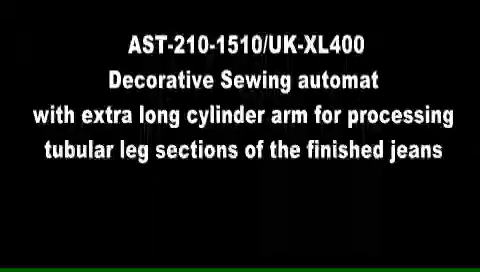 AST-210-1510/UK-XL400
Decorative Sewing automat
with extra long cylinder arm for processing
tubular leg sections of the finished jeans